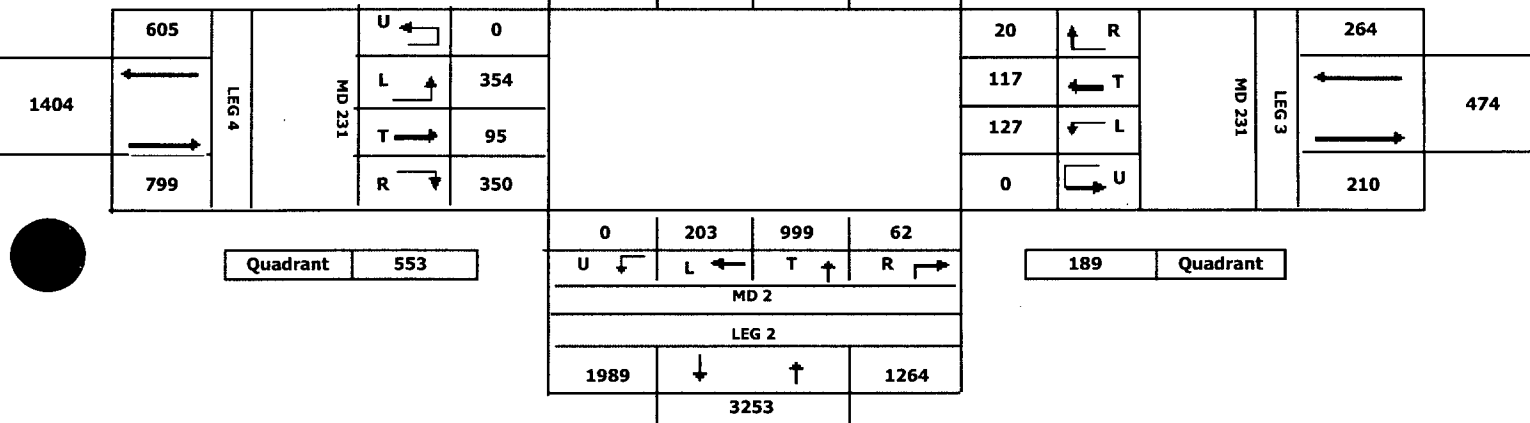 605 U 0 20 R 264
L 354 117 T
1404 LEG 4 MD 231 MD 231 LEG 3 474
T 95 127 L
799 R 350 0 U 210
0 203 999 62
Quadrant 553 U L T R 189 Quadrant
MD 2
LEG 2
1989 1264
3253